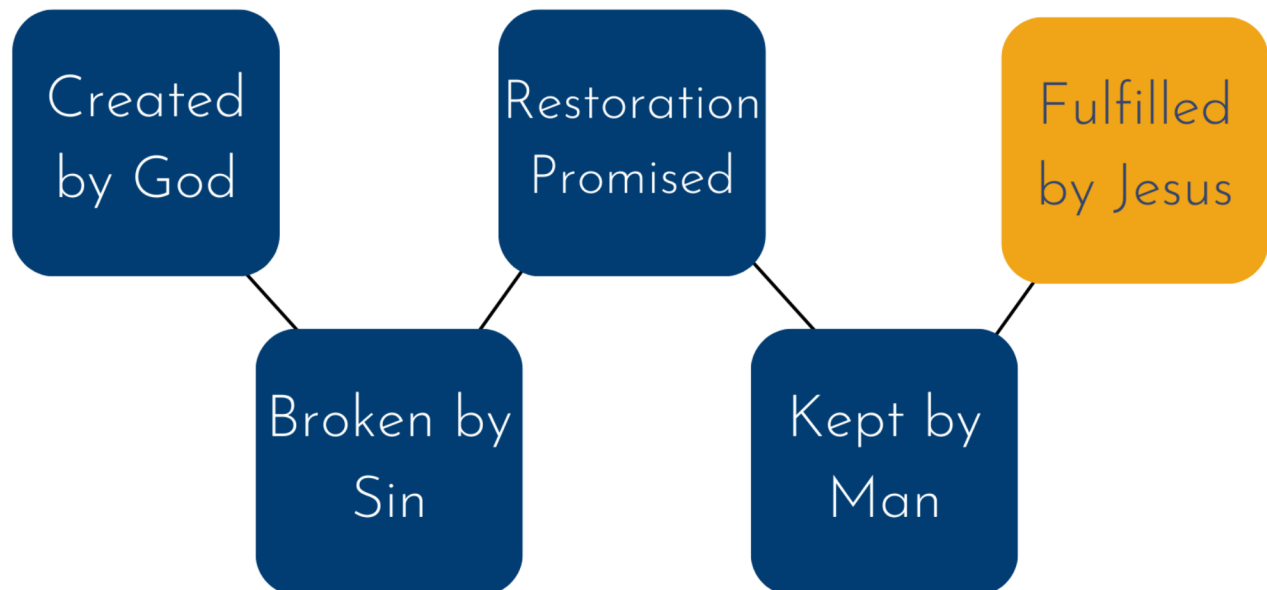 Created
by God
Broken by
Sin
Restoration
Promised
Kept by
Man
Fulfilled
by Jesus